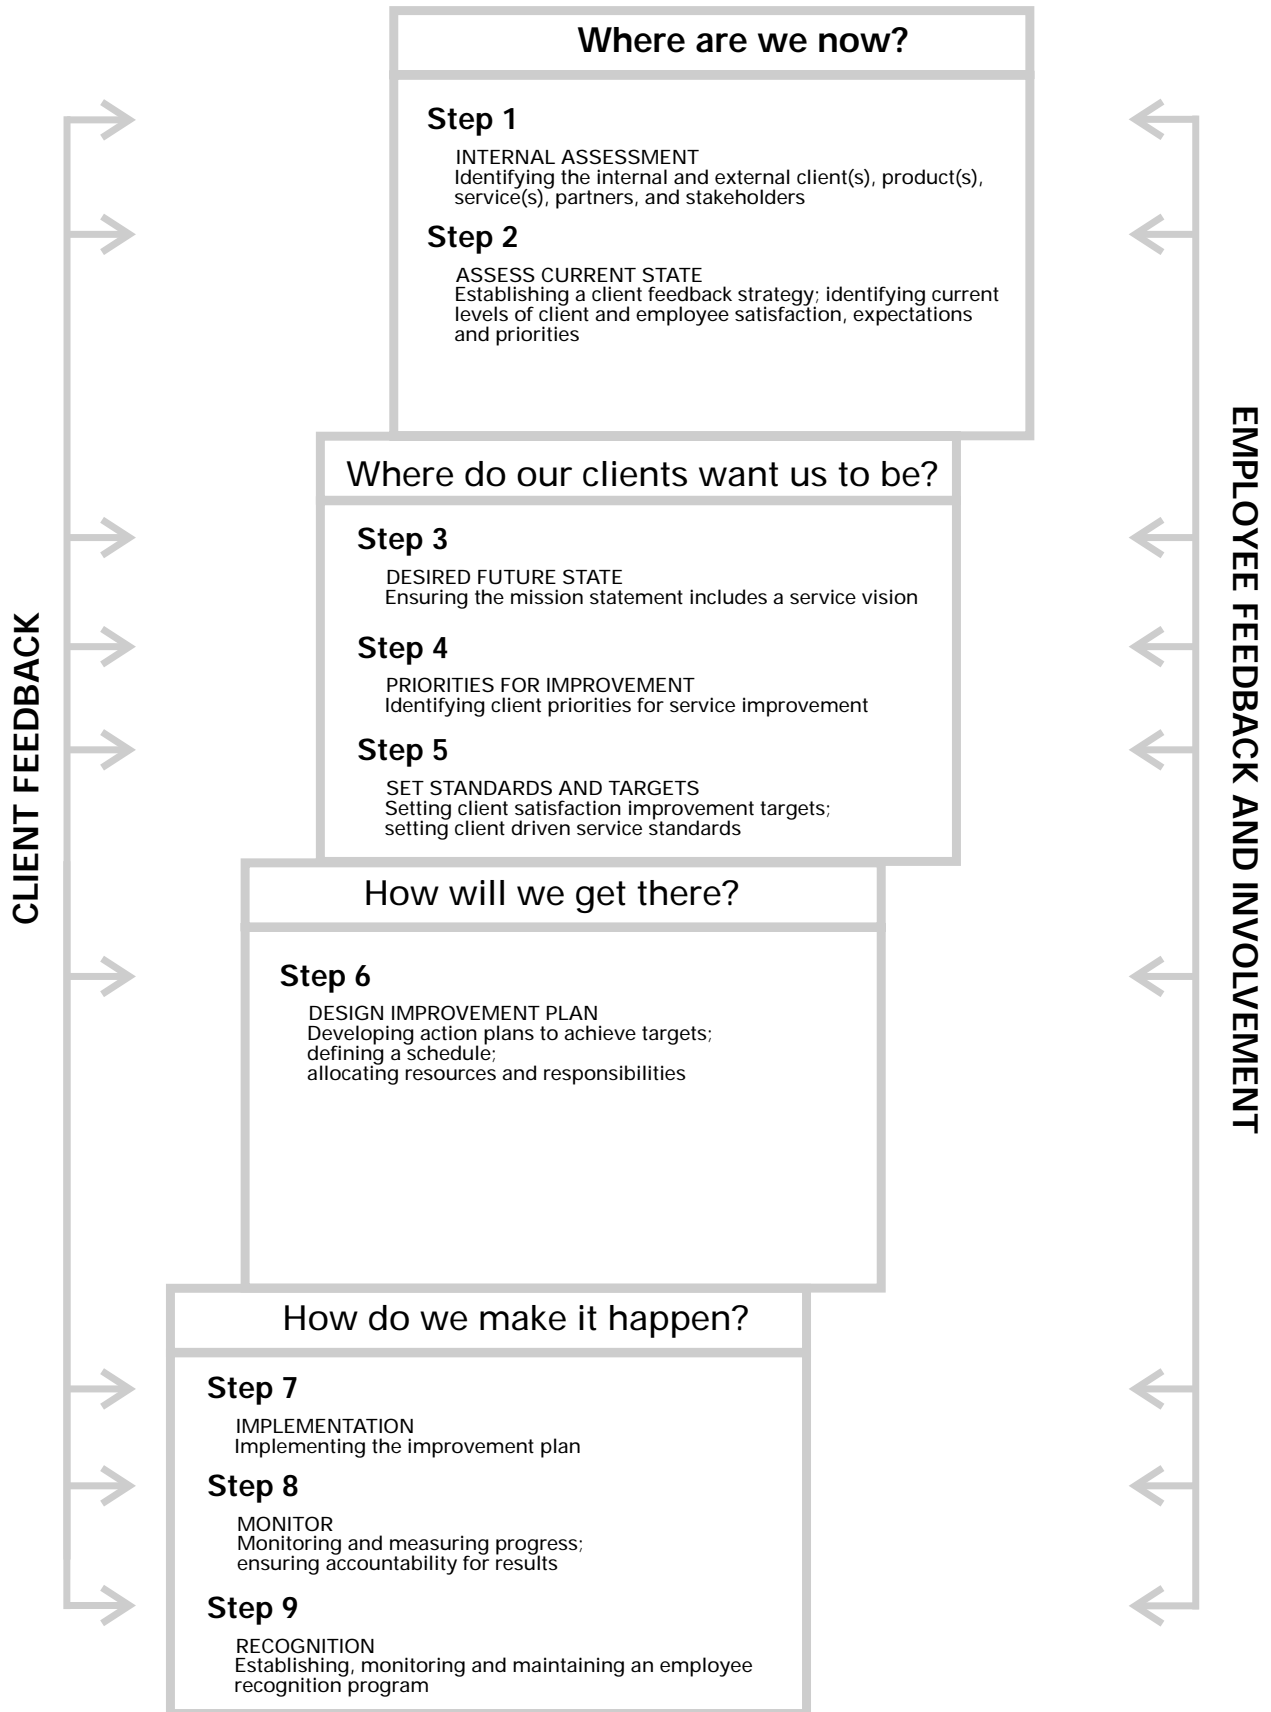 Where are we now?
Step 1
INTERNAL ASSESSMENT
Identifying the internal and external client(s), product(s),
service(s), partners, and stakeholders
Step 2
ASSESS CURRENT STATE
Establishing a client feedback strategy; identifying current
levels of client and employee satisfaction, expectations
and priorities
Where do our clients want us to be?
Step 3
DESIRED FUTURE STATE
Ensuring the mission statement includes a service vision
Step 4
PRIORITIES FOR IMPROVEMENT
Identifying client priorities for service improvement
Step 5
SET STANDARDS AND TARGETS
Setting client satisfaction improvement targets;
setting client driven service standards
How will we get there?
Step 6
DESIGN IMPROVEMENT PLAN
Developing action plans to achieve targets;
defining a schedule;
allocating resources and responsibilities
How do we make it happen?
Step 7
IMPLEMENTATION
Implementing the improvement plan
Step 8
MONITOR
Monitoring and measuring progress;
ensuring accountability for results
Step 9
RECOGNITION
Establishing, monitoring and maintaining an employee
recognition program
CLIENT FEEDBACK
EMPLOYEE FEEDBACK AND INVOLVEMENT